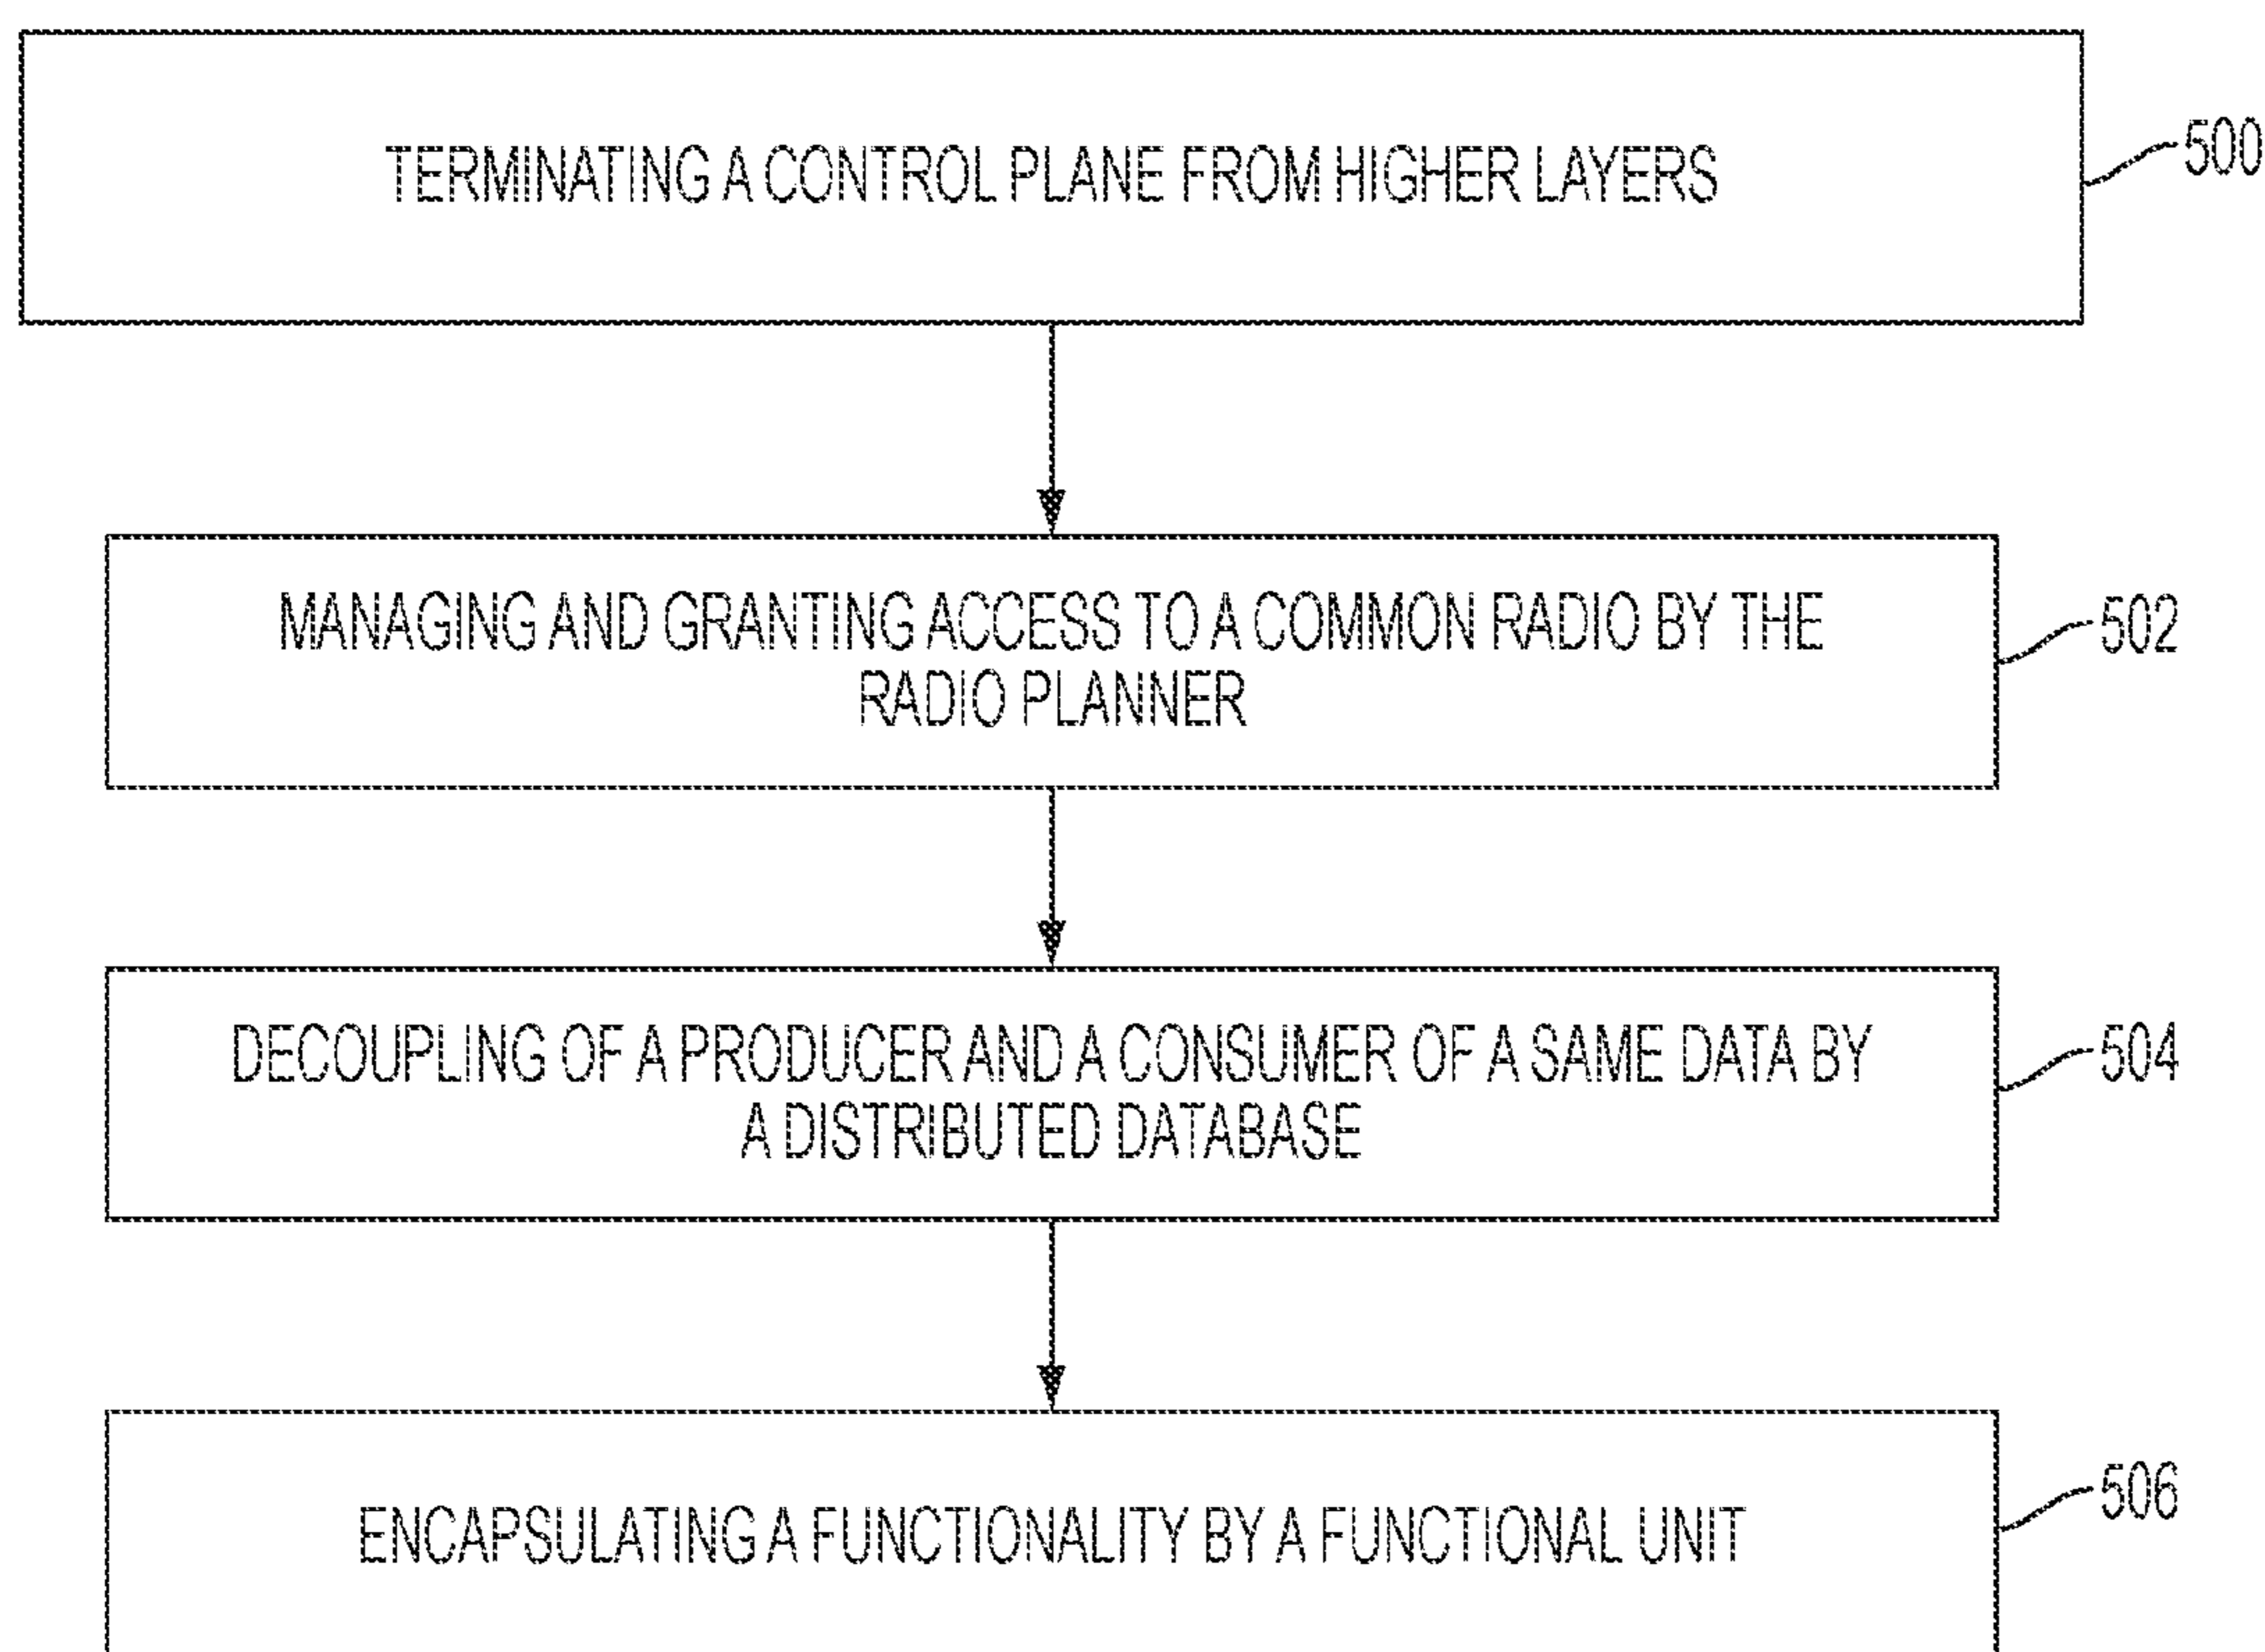 TERMINATING A CONTROL PLANE FROM HIGHER LAYERS
500
MANAGING AND GRANTING ACCESS TO A COMMON RADIO BY THE
RADIO PLANNER
502
DECOUPLING OF A PRODUCER AND A CONSUMER OF A SAME DATA BY
A DISTRIBUTED DATABASE
504
ENCAPSULATING A FUNCTIONALITY BY A FUNCTIONAL UNIT
506